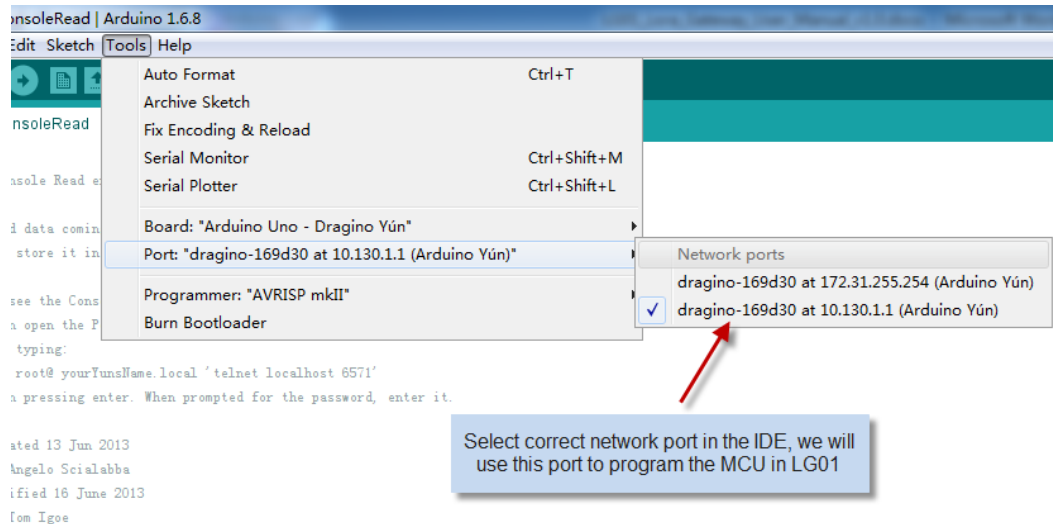 onsoleRead | Arduino 1.6.8
Edit Sketch Tools Help
Auto Format Ctrl+T
Archive Sketch
Fix Encoding & Reload
nsoleRead
Serial Monitor Ctrl+Shift+M
Serial Plotter Ctrl+Shift+L
nsole Read e
Board: "Arduino Uno - Dragino Yún"
d data comin
Port: "dragino-169d30 at 10.130.1.1 (Arduino Yún)"
store it in
Network ports
dragino-169d30 at 172.31.255.254 (Arduino Yún)
dragino-169d30 at 10.130.1.1 (Arduino Yún)
Programmer: "AVRISP mkII"
see the Cons
Burn Bootloader
n open the P
typing:
root@ yourYunsName.local 'telnet localhost 6571'
n pressing enter. When prompted for the password, enter it.
Select correct network port in the IDE, we will
use this port to program the MCU in LG01
ated 13 Jun 2013
Angelo Scialabba
ified 16 June 2013
Tom Igoe